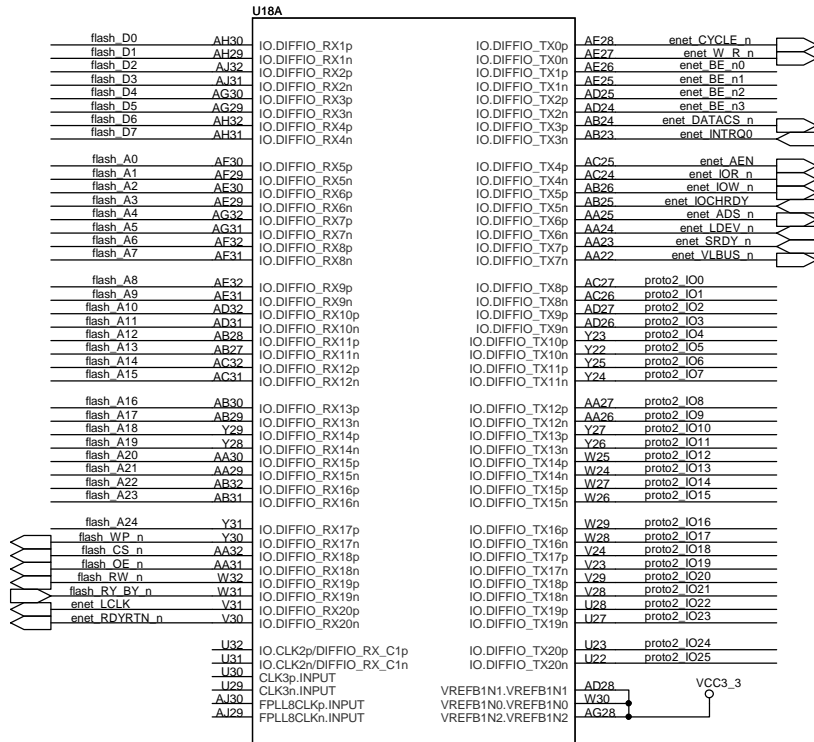 U18A
flash_D0 AH30 IO.DIFFIO_RX1p IO.DIFFIO_TX0p AE28 enet_CYCLE_n
flash_D1 AH29 IO.DIFFIO_RX1n IO.DIFFIO_TX0n AE27 enet_W_R_n
flash_D2 AJ32 IO.DIFFIO_RX2p IO.DIFFIO_TX1p AE26 enet_BE_n0
flash_D3 AJ31 IO.DIFFIO_RX2n IO.DIFFIO_TX1n AE25 enet_BE_n1
flash_D4 AG30 IO.DIFFIO_RX3p IO.DIFFIO_TX2p AD25 enet_BE_n2
flash_D5 AG29 IO.DIFFIO_RX3n IO.DIFFIO_TX2n AD24 enet_BE_n3
flash_D6 AH32 IO.DIFFIO_RX4p IO.DIFFIO_TX3p AB24 enet_DATACS_n
flash_D7 AH31 IO.DIFFIO_RX4n IO.DIFFIO_TX3n AB23 enet_INTRQ0
flash_A0 AF30 IO.DIFFIO_RX5p IO.DIFFIO_TX4p AC25 enet_AEN
flash_A1 AF29 IO.DIFFIO_RX5n IO.DIFFIO_TX4n AC24 enet_IOR_n
flash_A2 AE30 IO.DIFFIO_RX6p IO.DIFFIO_TX5p AB26 enet_IOW_n
flash_A3 AE29 IO.DIFFIO_RX6n IO.DIFFIO_TX5n AB25 enet_IOCHRDY
flash_A4 AG32 IO.DIFFIO_RX7p IO.DIFFIO_TX6p AA25 enet_ADS_n
flash_A5 AG31 IO.DIFFIO_RX7n IO.DIFFIO_TX6n AA24 enet_LDEV_n
flash_A6 AF32 IO.DIFFIO_RX8p IO.DIFFIO_TX7p AA23 enet_SRDY_n
flash_A7 AF31 IO.DIFFIO_RX8n IO.DIFFIO_TX7n AA22 enet_VLBUS_n
flash_A8 AE32 IO.DIFFIO_RX9p IO.DIFFIO_TX8p AC27 proto2_IO0
flash_A9 AE31 IO.DIFFIO_RX9n IO.DIFFIO_TX8n AC26 proto2_IO1
flash_A10 AD32 IO.DIFFIO_RX10p IO.DIFFIO_TX9p AD27 proto2_IO2
flash_A11 AD31 IO.DIFFIO_RX10n IO.DIFFIO_TX9n AD26 proto2_IO3
flash_A12 AB28 IO.DIFFIO_RX11p IO.DIFFIO_TX10p Y23 proto2_IO4
flash_A13 AB27 IO.DIFFIO_RX11n IO.DIFFIO_TX10n Y22 proto2_IO5
flash_A14 AC32 IO.DIFFIO_RX12p IO.DIFFIO_TX11p Y25 proto2_IO6
flash_A15 AC31 IO.DIFFIO_RX12n IO.DIFFIO_TX11n Y24 proto2_IO7
flash_A16 AB30 IO.DIFFIO_RX13p IO.DIFFIO_TX12p AA27 proto2_IO8
flash_A17 AB29 IO.DIFFIO_RX13n IO.DIFFIO_TX12n AA26 proto2_IO9
flash_A18 Y29 IO.DIFFIO_RX14p IO.DIFFIO_TX13p Y27 proto2_IO10
flash_A19 Y28 IO.DIFFIO_RX14n IO.DIFFIO_TX13n Y26 proto2_IO11
flash_A20 AA30 IO.DIFFIO_RX15p IO.DIFFIO_TX14p W25 proto2_IO12
flash_A21 AA29 IO.DIFFIO_RX15n IO.DIFFIO_TX14n W24 proto2_IO13
flash_A22 AB32 IO.DIFFIO_RX16p IO.DIFFIO_TX15p W27 proto2_IO14
flash_A23 AB31 IO.DIFFIO_RX16n IO.DIFFIO_TX15n W26 proto2_IO15
flash_A24 Y31 IO.DIFFIO_RX17p IO.DIFFIO_TX16p W29 proto2_IO16
flash_WP_n Y30 IO.DIFFIO_RX17n IO.DIFFIO_TX16n W28 proto2_IO17
flash_CS_n AA32 IO.DIFFIO_RX18p IO.DIFFIO_TX17p V24 proto2_IO18
flash_OE_n AA31 IO.DIFFIO_RX18n IO.DIFFIO_TX17n V23 proto2_IO19
flash_RW_n W32 IO.DIFFIO_RX19p IO.DIFFIO_TX18p V29 proto2_IO20
flash_RY_BY_n W31 IO.DIFFIO_RX19n IO.DIFFIO_TX18n V28 proto2_IO21
enet_LCLK V31 IO.DIFFIO_RX20p IO.DIFFIO_TX19p U28 proto2_IO22
enet_RDYRTN_n V30 IO.DIFFIO_RX20n IO.DIFFIO_TX19n U27 proto2_IO23
U32 IO.CLK2p/DIFFIO_RX_C1p IO.DIFFIO_TX20p U23 proto2_IO24
U31 IO.CLK2n/DIFFIO_RX_C1n IO.DIFFIO_TX20n U22 proto2_IO25
U30 CLK3p.INPUT
U29 CLK3n.INPUT VREFB1N1.VREFB1N1 AD28 VCC3_3
AJ30 FPLL8CLKp.INPUT VREFB1N0.VREFB1N0 W30
AJ29 FPLL8CLKn.INPUT VREFB1N2.VREFB1N2 AG28